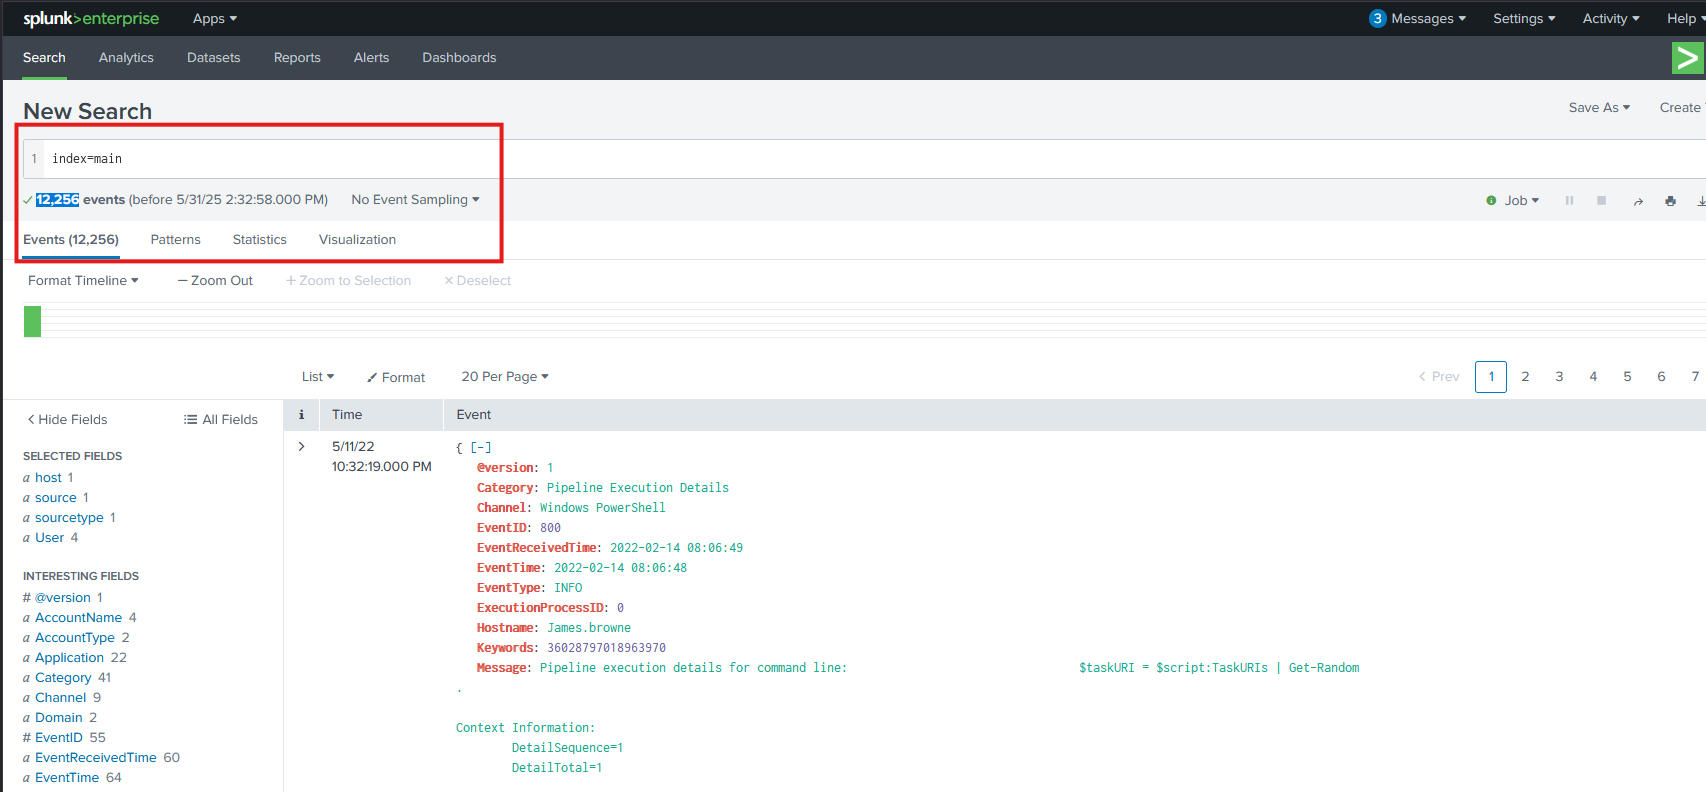 splunk>enterprise Apps 3 Messages Settings Activity Help
Search Analytics Datasets Reports Alerts Dashboards >
New Search Save As Create
1 index=main
12,256 events (before 5/31/25 2:32:58.000 PM) No Event Sampling Job
Events (12,256) Patterns Statistics Visualization
Format Timeline — Zoom Out + Zoom to Selection × Deselect
List Format 20 Per Page < Prev 1 2 3 4 5 6 7
< Hide Fields All Fields i Time Event
SELECTED FIELDS
a host 1
a source 1
a sourcetype 1
a User 4
INTERESTING FIELDS
# @version 1
a AccountName 4
a AccountType 2
a Application 22
a Category 41
a Channel 9
a Domain 2
# EventID 55
a EventReceivedTime 60
a EventTime 64
> 5/11/22
10:32:19.000 PM
{ [-]
@version: 1
Category: Pipeline Execution Details
Channel: Windows PowerShell
EventID: 800
EventReceivedTime: 2022-02-14 08:06:49
EventTime: 2022-02-14 08:06:48
EventType: INFO
ExecutionProcessID: 0
Hostname: James.browne
Keywords: 36028797018963970
Message: Pipeline execution details for command line: $taskURI = $script:TaskURIs | Get-Random
.
Context Information:
DetailSequence=1
DetailTotal=1